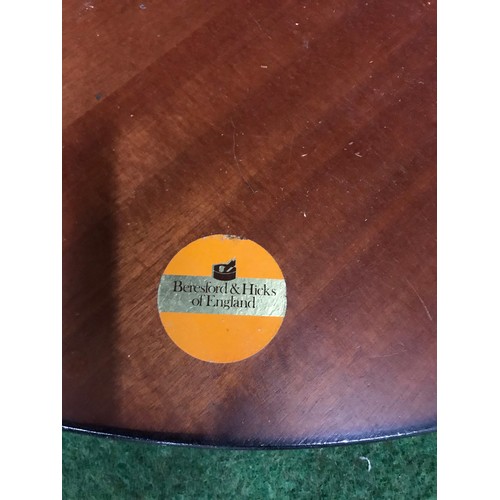 Beresford & Hicks
of England